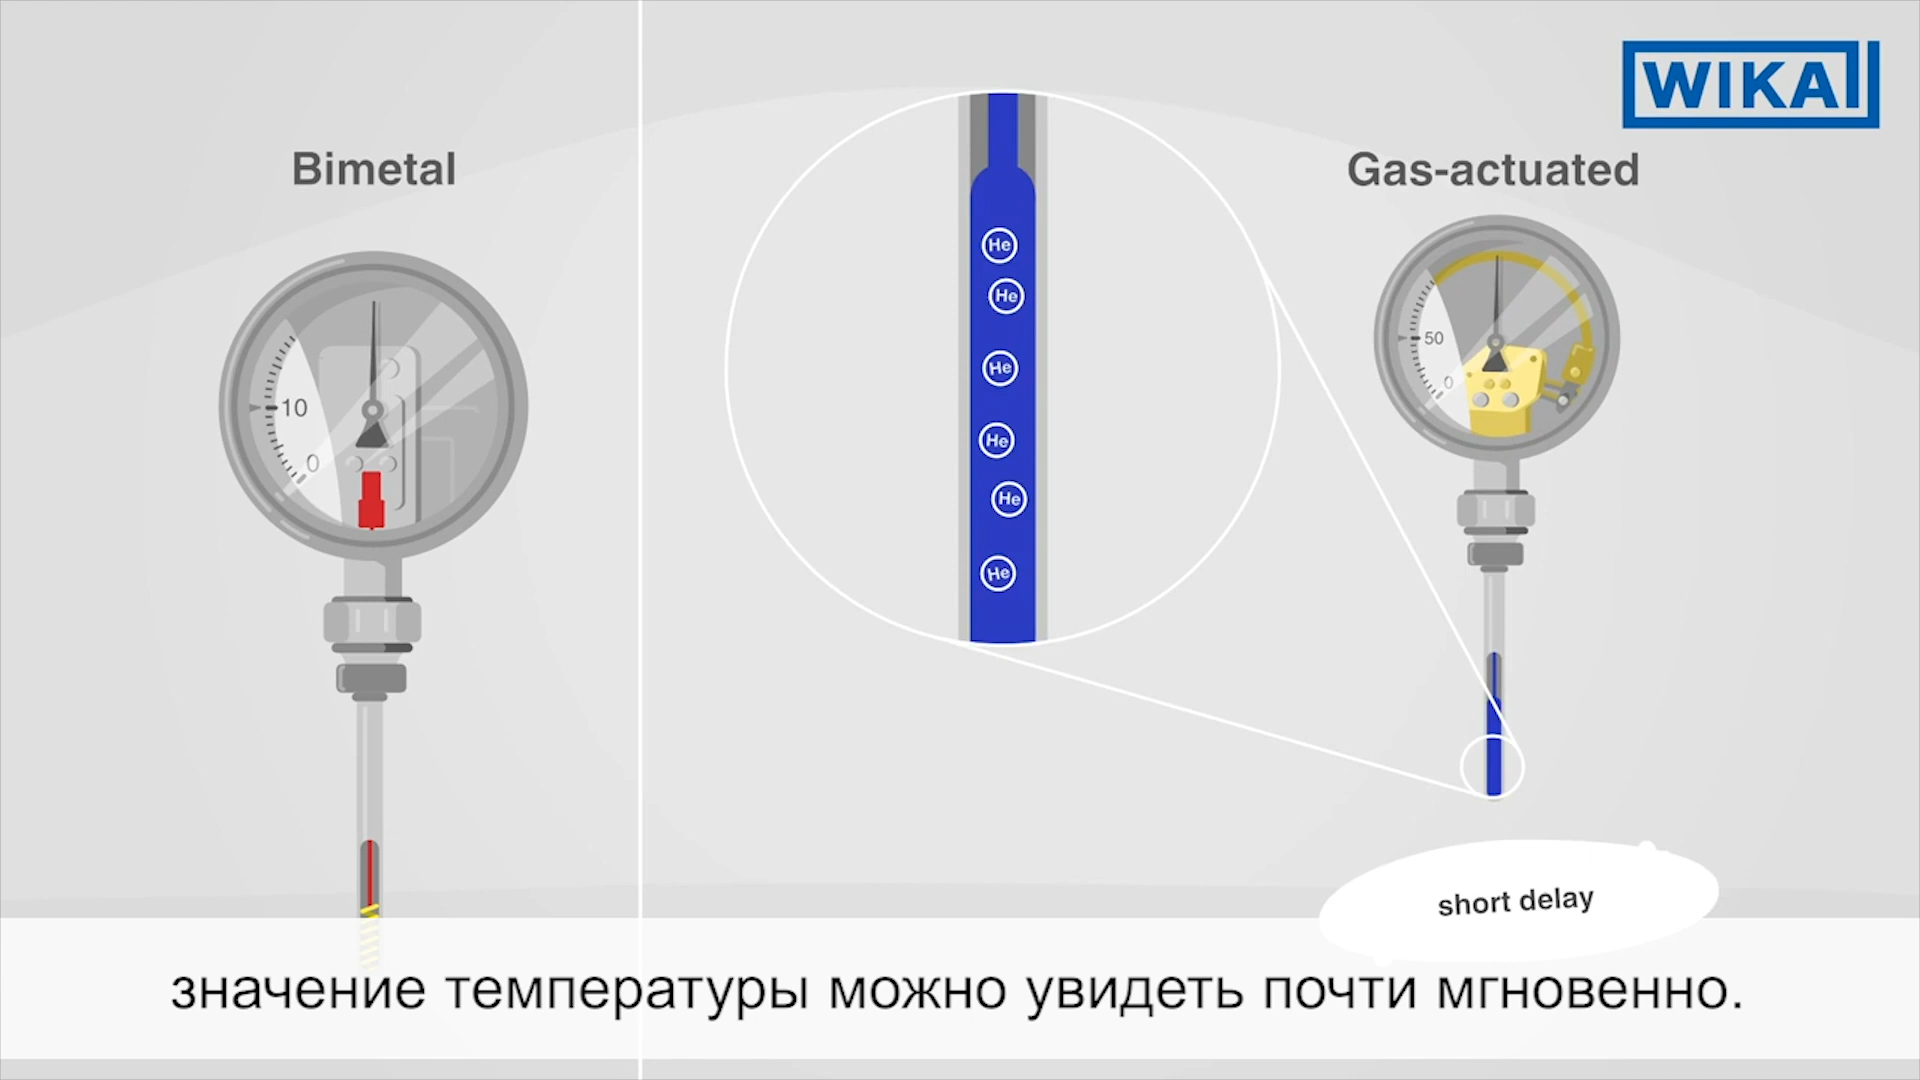 WIKA
Bimetal
Gas-actuated
10
0
He
He
He
He
He
He
50
0
short delay
значение температуры можно увидеть почти мгновенно.